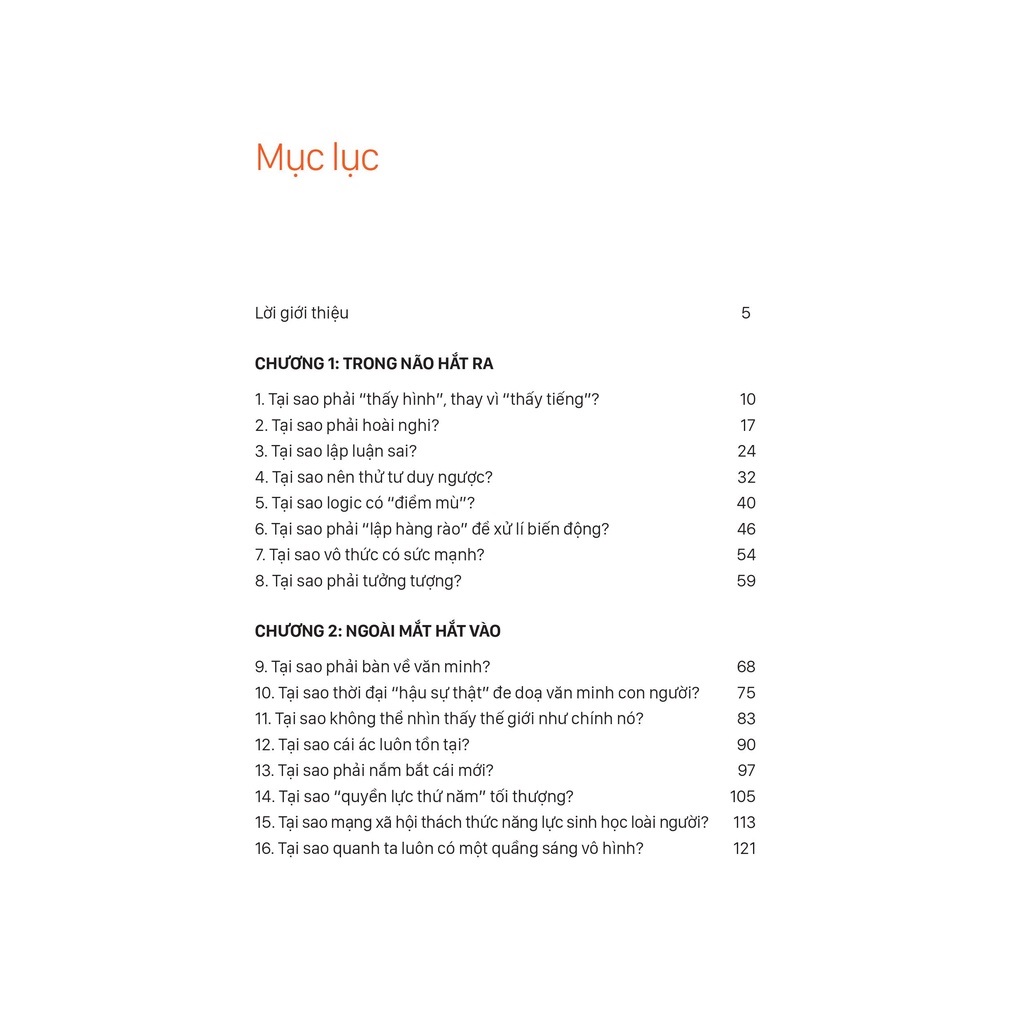 Mục lục
Lời giới thiệu 5
CHƯƠNG 1: TRONG NÃO HẮT RA
1. Tại sao phải “thấy hình”, thay vì “thấy tiếng”? 10
2. Tại sao phải hoài nghi? 17
3. Tại sao lập luận sai? 24
4. Tại sao nên thử tư duy ngược? 32
5. Tại sao logic có “điểm mù”? 40
6. Tại sao phải “lập hàng rào” để xử lí biến động? 46
7. Tại sao vô thức có sức mạnh? 54
8. Tại sao phải tưởng tượng? 59
CHƯƠNG 2: NGOÀI MẮT HẮT VÀO
9. Tại sao phải bàn về văn minh? 68
10. Tại sao thời đại “hậu sự thật” đe doạ văn minh con người? 75
11. Tại sao không thể nhìn thấy thế giới như chính nó? 83
12. Tại sao cái ác luôn tồn tại? 90
13. Tại sao phải nắm bắt cái mới? 97
14. Tại sao “quyền lực thứ năm” tối thượng? 105
15. Tại sao mạng xã hội thách thức năng lực sinh học loài người? 113
16. Tại sao quanh ta luôn có một quầng sáng vô hình? 121